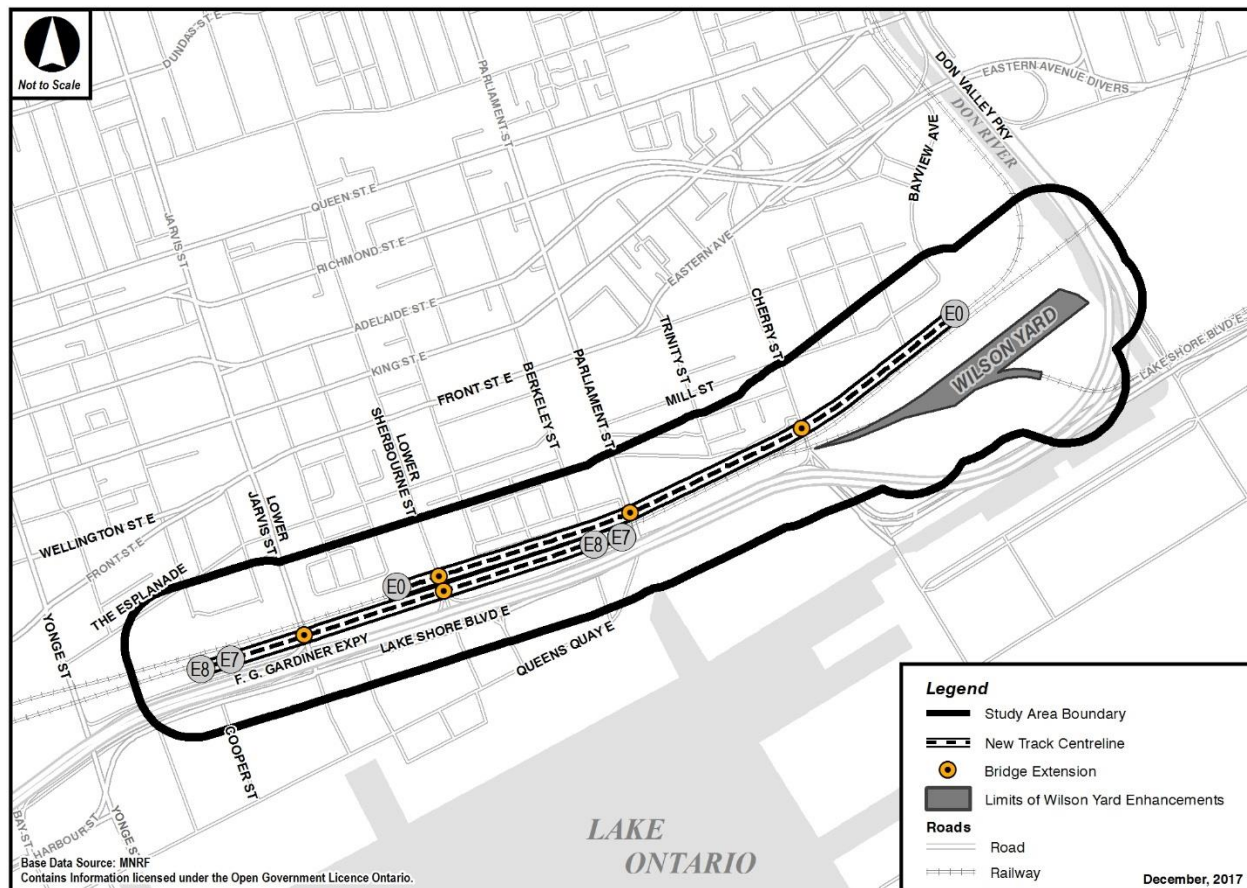 Not to Scale
DUNDAS ST E
PARLIAMENT ST
DON VALLEY PKY
EASTERN AVENUE DIVERS
DON RIVER
BAYVIEW AVE
QUEEN ST E
JARVIS ST
RICHMOND ST E
EASTERN AVE
ADELAIDE ST E
KING ST E
CHERRY ST
E0
WILSON YARD
LAKE SHORE BLVD E
TRINITY ST
MILL ST
FRONT ST E
BERKELEY ST
PARLIAMENT ST
LOWER
SHERBOURNE ST
LOWER
JARVIS ST
WELLINGTON ST E
FRONT ST E
THE ESPLANADE
YONGE ST
E0
E8
E7
E8
E7
F. G. GARDINER EXPY
LAKE SHORE BLVD E
QUEENS QUAY E
COOPER ST
BAY ST
HARBOUR ST
YONGE ST
LAKE
ONTARIO
Legend
Study Area Boundary
New Track Centreline
Bridge Extension
Limits of Wilson Yard Enhancements
Roads
Road
Railway
December, 2017
Base Data Source: MNRF
Contains Information licensed under the Open Government Licence Ontario.